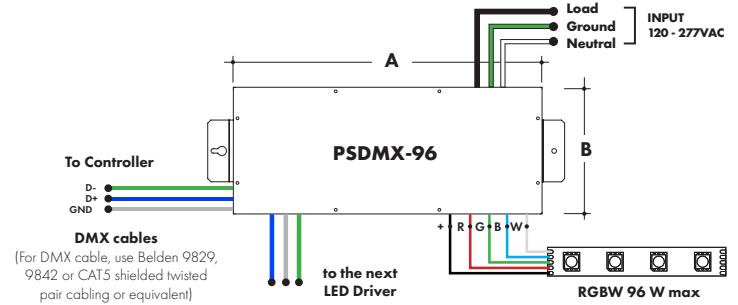 Load
Ground
Neutral
INPUT
120 - 277VAC
A
PSDMX-96
B
To Controller
D-
D+
GND
DMX cables
(For DMX cable, use Belden 9829,
9842 or CAT5 shielded twisted
pair cabling or equivalent)
+ R G B W
to the next
LED Driver
RGBW 96 W max